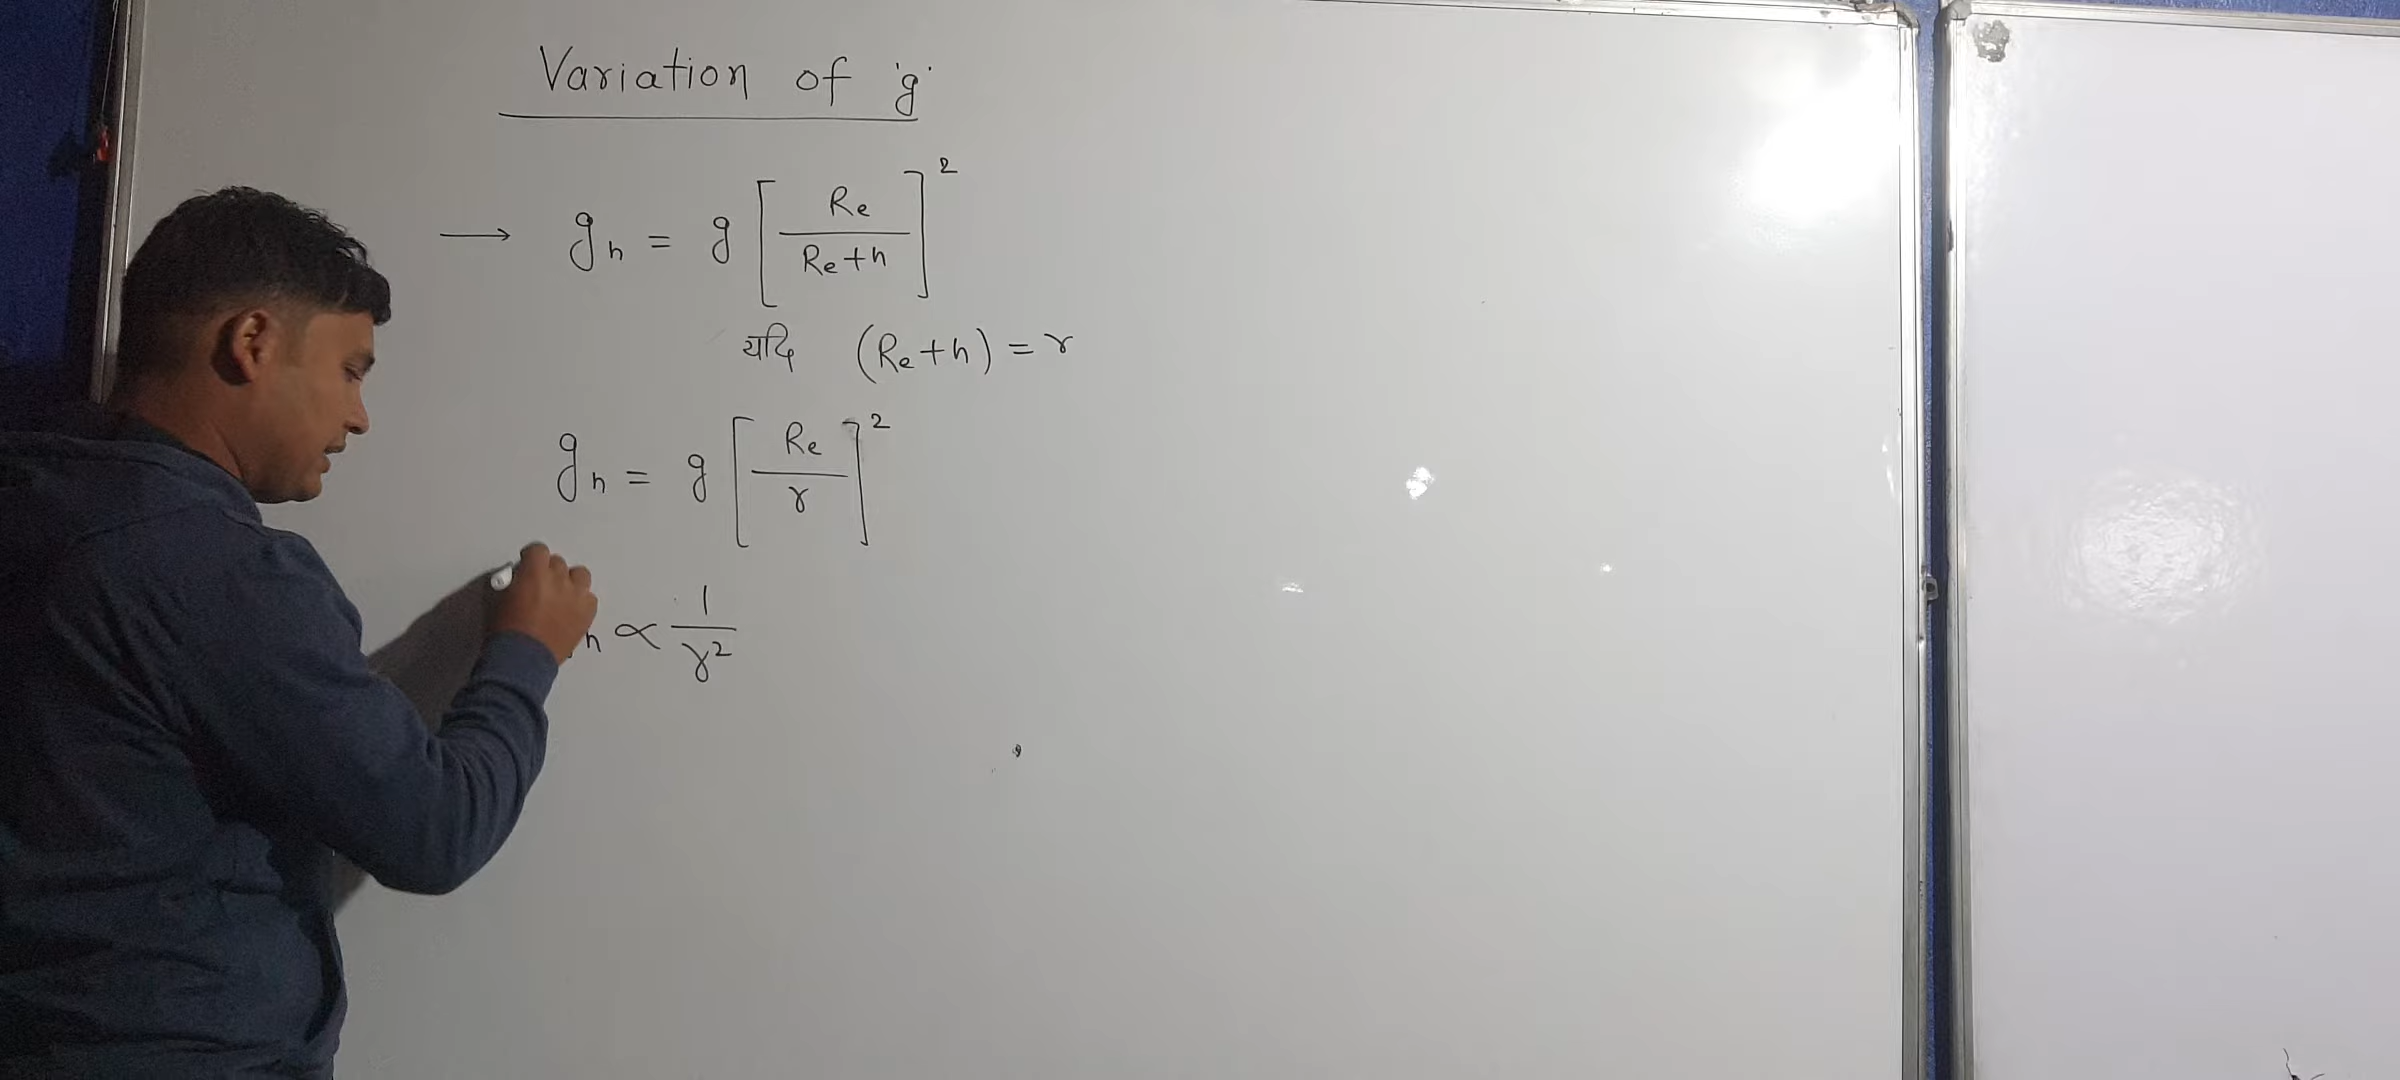 Variation of 'g'
→ gh = g [Re / Re+h]²
यदि (Re+h) = r
gh = g [Re / r]²
h ∝ 1 / r²